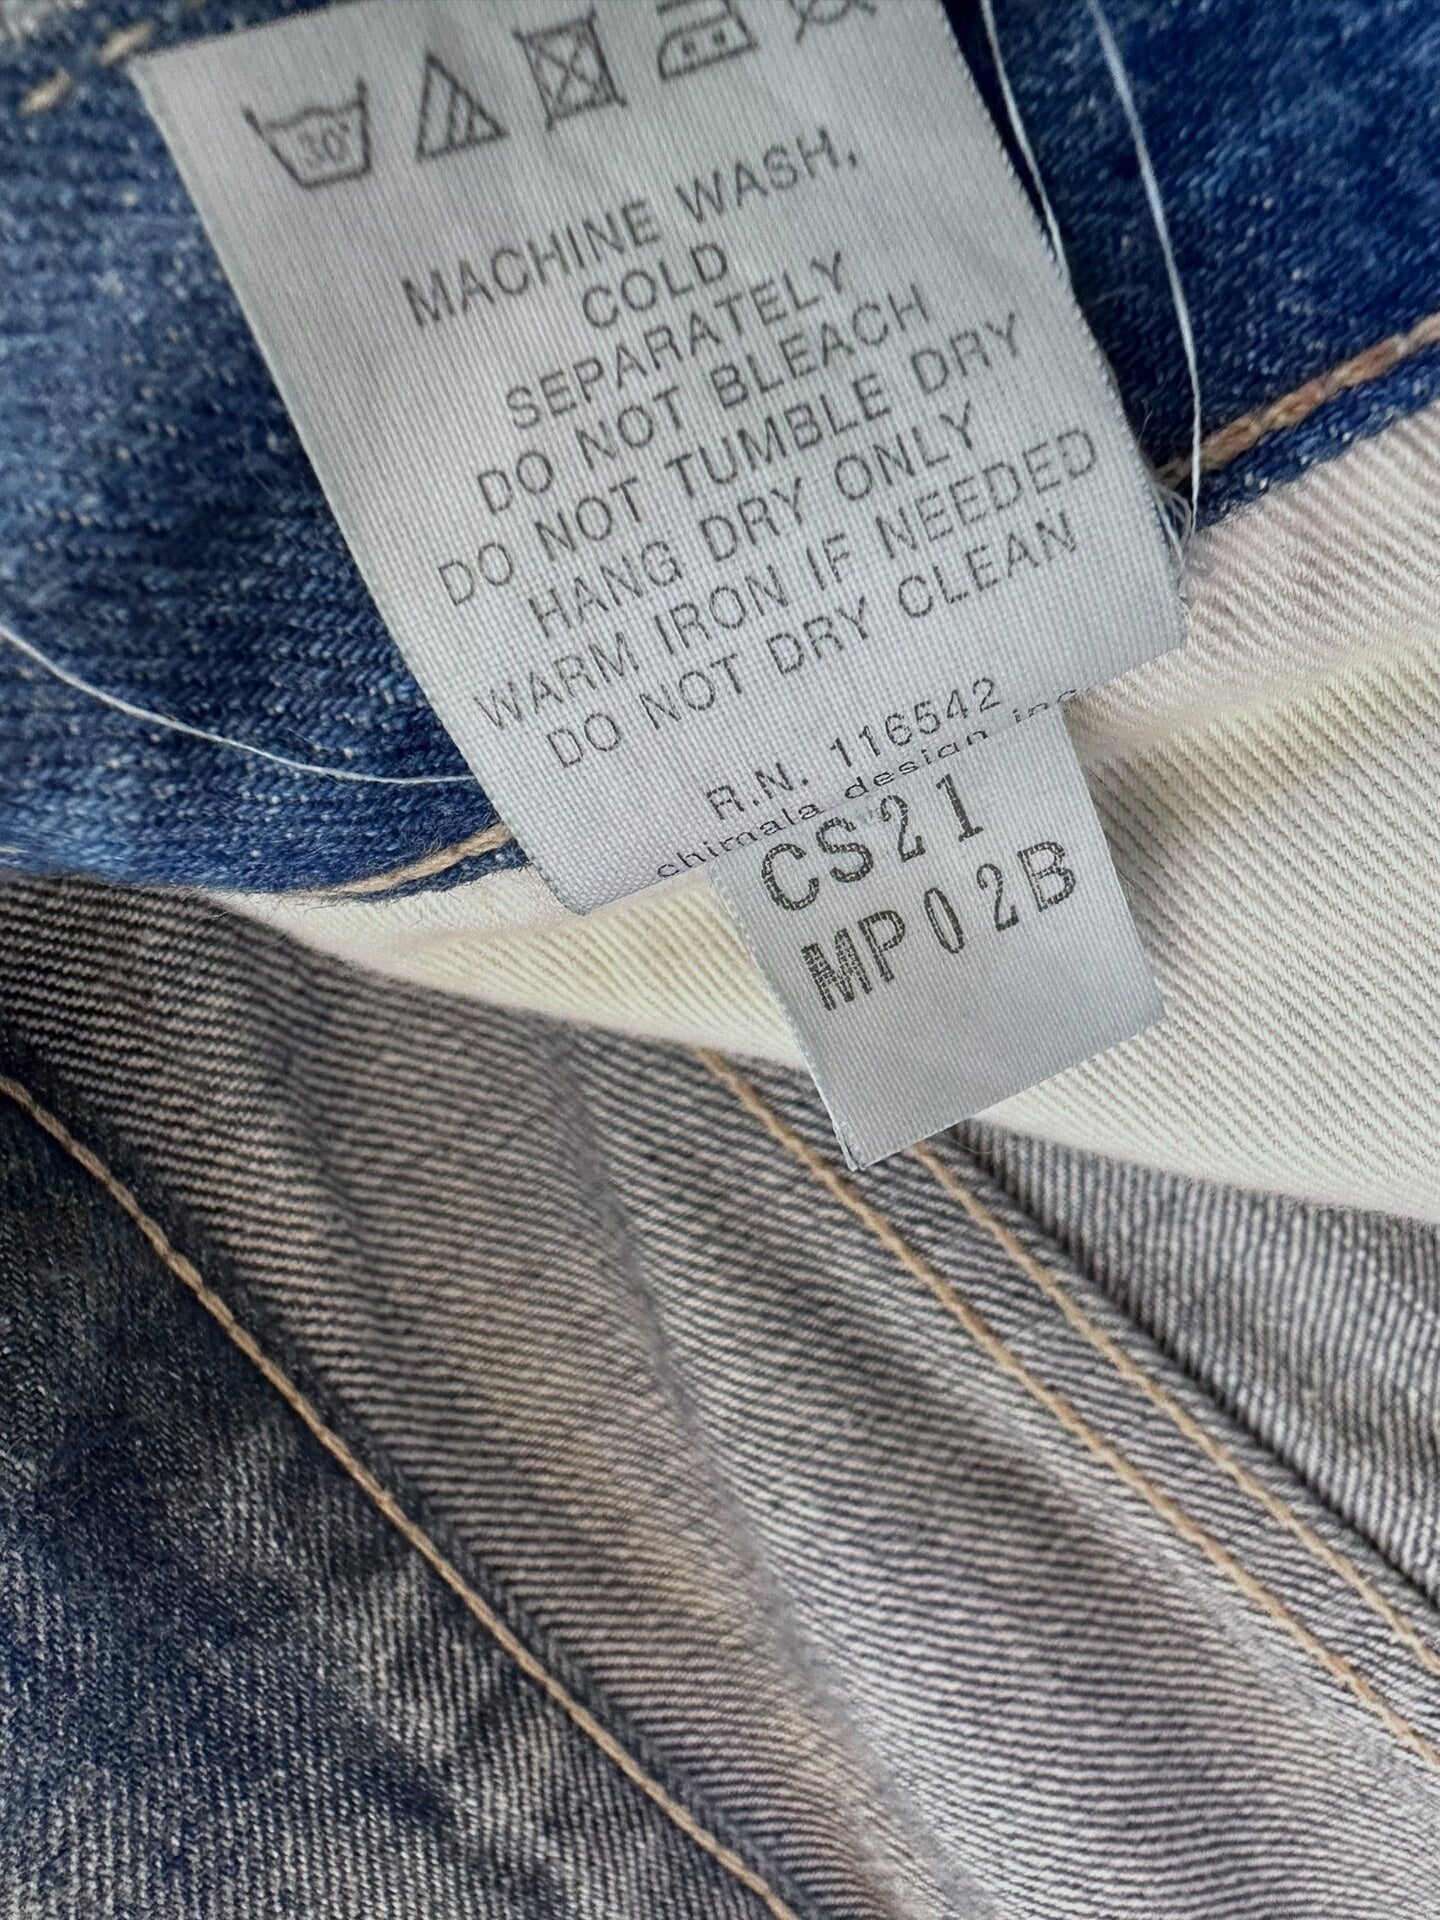 30°
MACHINE WASH,
COLD
SEPARATELY
DO NOT BLEACH
DO NOT TUMBLE DRY
HANG DRY ONLY
WARM IRON IF NEEDED
DO NOT DRY CLEAN
R.N. 116542
chimala design inc
CS21
MP02B